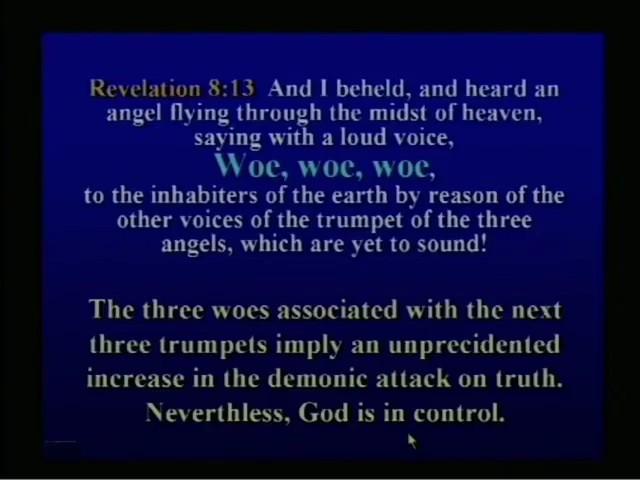 Revelation 8:13 And I beheld, and heard an
angel flying through the midst of heaven,
saying with a loud voice,
Woe, woe, woe,
to the inhabiters of the earth by reason of the
other voices of the trumpet of the three
angels, which are yet to sound!
The three woes associated with the next
three trumpets imply an unprecidented
increase in the demonic attack on truth.
Neverthless, God is in control.